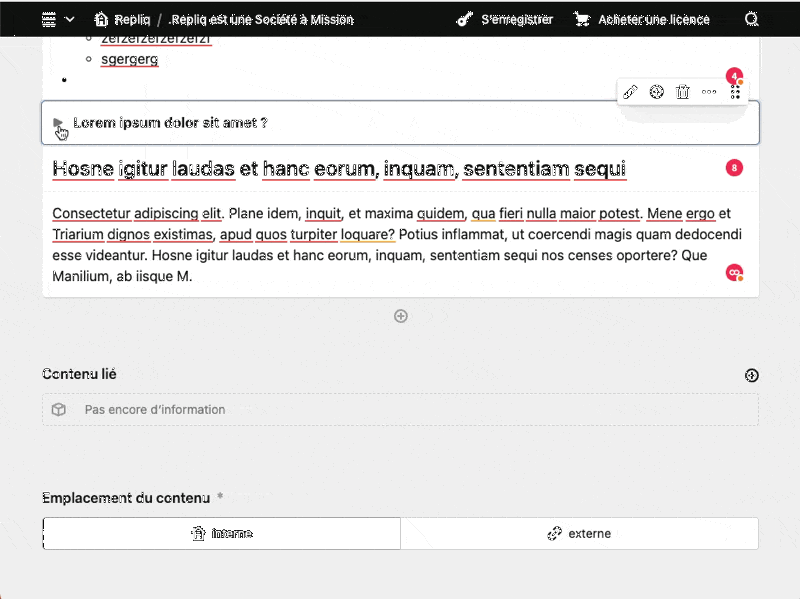 Repliq / .Repliq est une Société à Mission S'enregistrer Acheter une licence
zefzefzefzefzefzf
sgergerg
4
Lorem ipsum dolor sit amet ?
Hosne igitur laudas et hanc eorum, inquam, sententiam sequi
8
Consectetur adipiscing elit. Plane idem, inquit, et maxima quidem, qua fieri nulla maior potest. Mene ergo et
Triarium dignos existimas, apud quos turpiter loquare? Potius inflammat, ut coercendi magis quam dedocendi
esse videantur. Hosne igitur laudas et hanc eorum, inquam, sententiam sequi nos censes oportere? Que
Manilium, ab iisque M.
Contenu lié
Pas encore d'information
Emplacement du contenu *
interne
externe